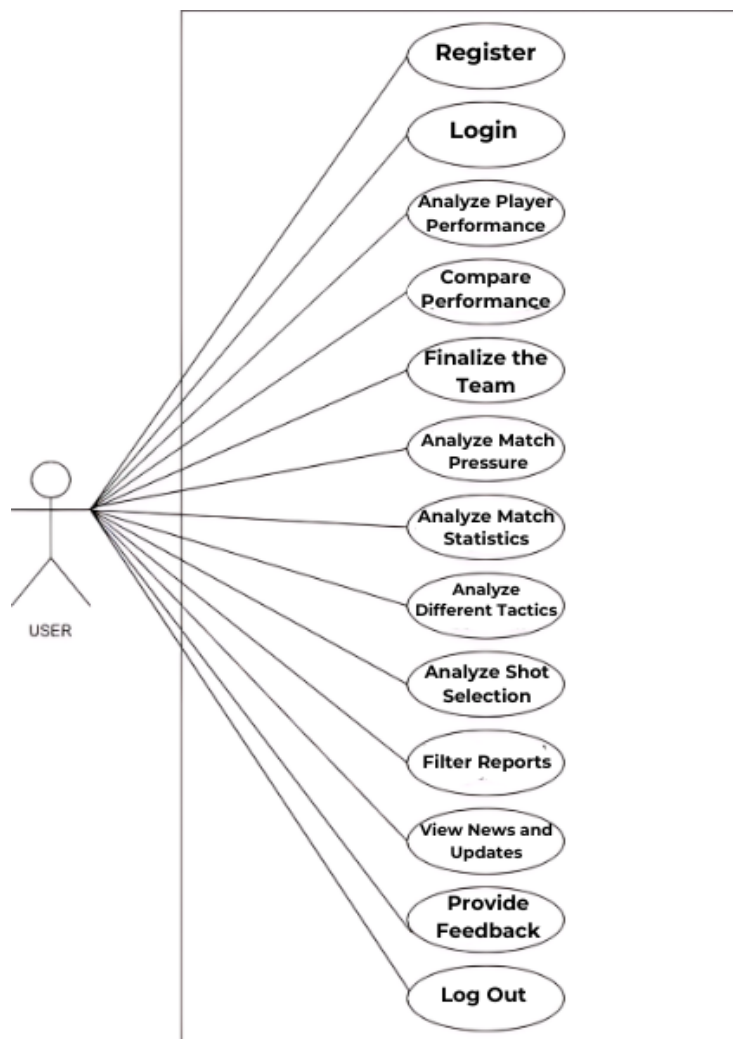 Register
Login
Analyze Player
Performance
Compare
Performance
Finalize the
Team
Analyze Match
Pressure
Analyze Match
Statistics
Analyze
Different Tactics
Analyze Shot
Selection
Filter Reports
View News and
Updates
Provide
Feedback
Log Out
USER